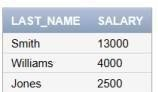 LAST_NAME SALARY
Smith 13000
Williams 4000
Jones 2500